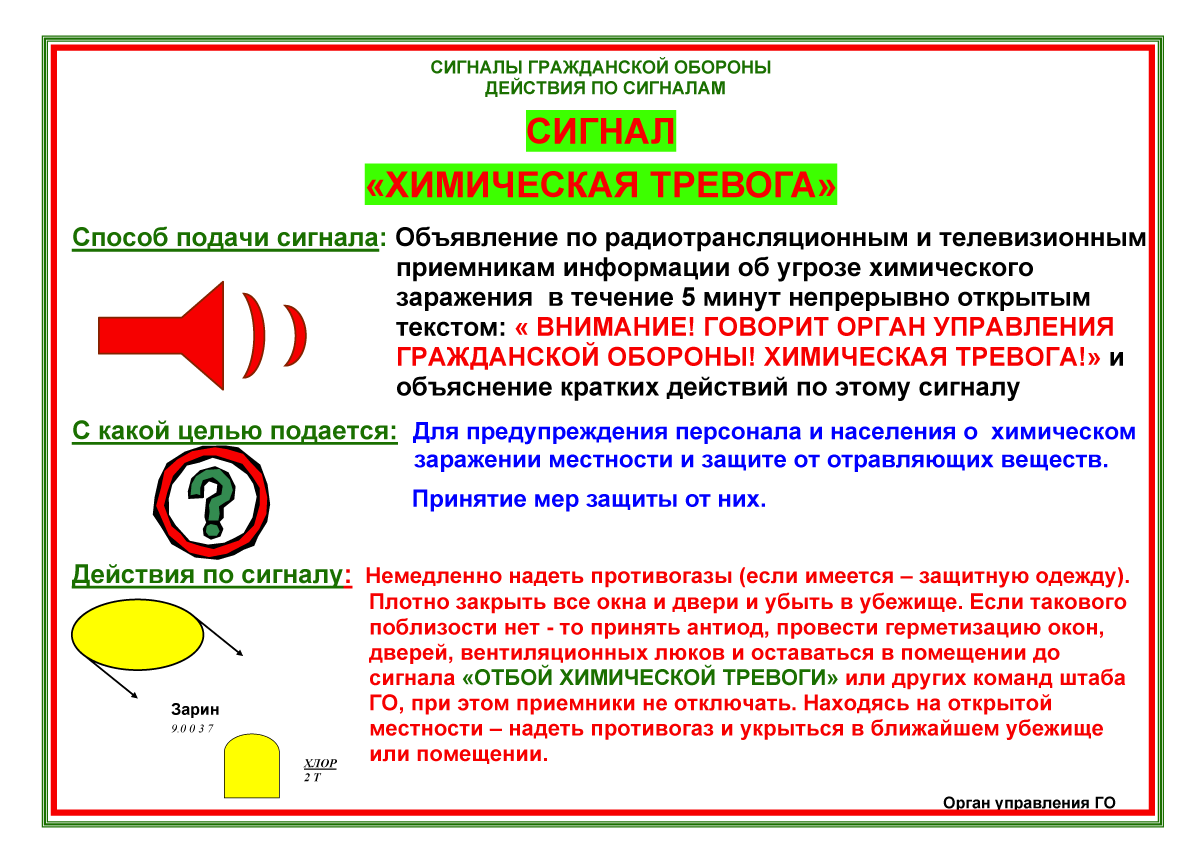 СИГНАЛЫ ГРАЖДАНСКОЙ ОБОРОНЫ
ДЕЙСТВИЯ ПО СИГНАЛАМ
СИГНАЛ
«ХИМИЧЕСКАЯ ТРЕВОГА»
Способ подачи сигнала: Объявление по радиотрансляционным и телевизионным
приемникам информации об угрозе химического
заражения в течение 5 минут непрерывно открытым
текстом: « ВНИМАНИЕ! ГОВОРИТ ОРГАН УПРАВЛЕНИЯ
ГРАЖДАНСКОЙ ОБОРОНЫ! ХИМИЧЕСКАЯ ТРЕВОГА!» и
объяснение кратких действий по этому сигналу
С какой целью подается: Для предупреждения персонала и населения о химическом
заражении местности и защите от отравляющих веществ.
Принятие мер защиты от них.
Действия по сигналу: Немедленно надеть противогазы (если имеется – защитную одежду).
Плотно закрыть все окна и двери и убыть в убежище. Если такового
поблизости нет - то принять антиод, провести герметизацию окон,
дверей, вентиляционных люков и оставаться в помещении до
сигнала «ОТБОЙ ХИМИЧЕСКОЙ ТРЕВОГИ» или других команд штаба
ГО, при этом приемники не отключать. Находясь на открытой
местности – надеть противогаз и укрыться в ближайшем убежище
или помещении.
Зарин
9.0 0 3 7
ХЛОР
2 Т
Орган управления ГО